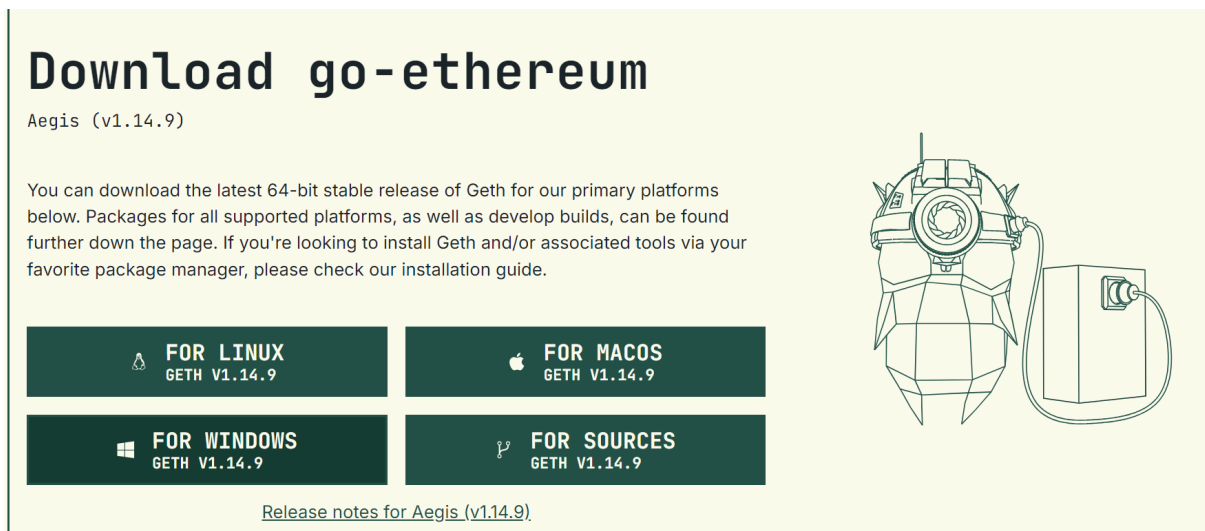 Download go-ethereum
Aegis (v1.14.9)
You can download the latest 64-bit stable release of Geth for our primary platforms
below. Packages for all supported platforms, as well as develop builds, can be found
further down the page. If you're looking to install Geth and/or associated tools via your
favorite package manager, please check our installation guide.
FOR LINUX
GETH V1.14.9
FOR MACOS
GETH V1.14.9
FOR WINDOWS
GETH V1.14.9
FOR SOURCES
GETH V1.14.9
Release notes for Aegis (v1.14.9)